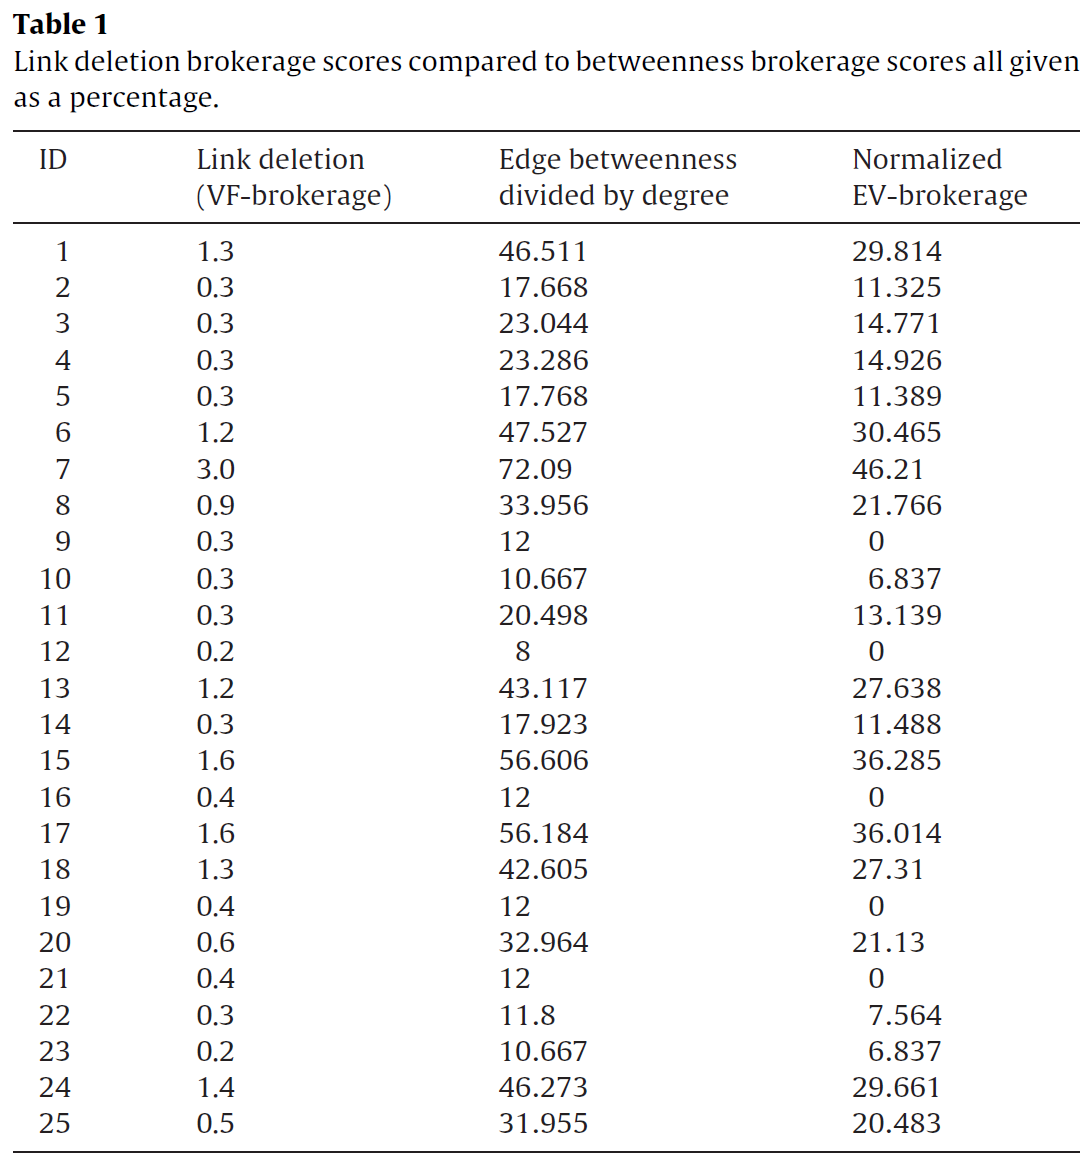 Table 1
Link deletion brokerage scores compared to betweenness brokerage scores all given
as a percentage.
ID Link deletion Edge betweenness Normalized
(VF-brokerage) divided by degree EV-brokerage
1 1.3 46.511 29.814
2 0.3 17.668 11.325
3 0.3 23.044 14.771
4 0.3 23.286 14.926
5 0.3 17.768 11.389
6 1.2 47.527 30.465
7 3.0 72.09 46.21
8 0.9 33.956 21.766
9 0.3 12 0
10 0.3 10.667 6.837
11 0.3 20.498 13.139
12 0.2 8 0
13 1.2 43.117 27.638
14 0.3 17.923 11.488
15 1.6 56.606 36.285
16 0.4 12 0
17 1.6 56.184 36.014
18 1.3 42.605 27.31
19 0.4 12 0
20 0.6 32.964 21.13
21 0.4 12 0
22 0.3 11.8 7.564
23 0.2 10.667 6.837
24 1.4 46.273 29.661
25 0.5 31.955 20.483